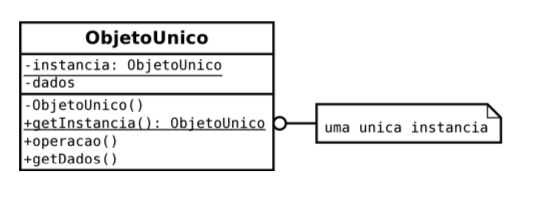 ObjetoUnico
-instancia: ObjetoUnico
-dados
-ObjetoUnico()
+getInstancia(): ObjetoUnico
+operacao()
+getDados()
uma unica instancia